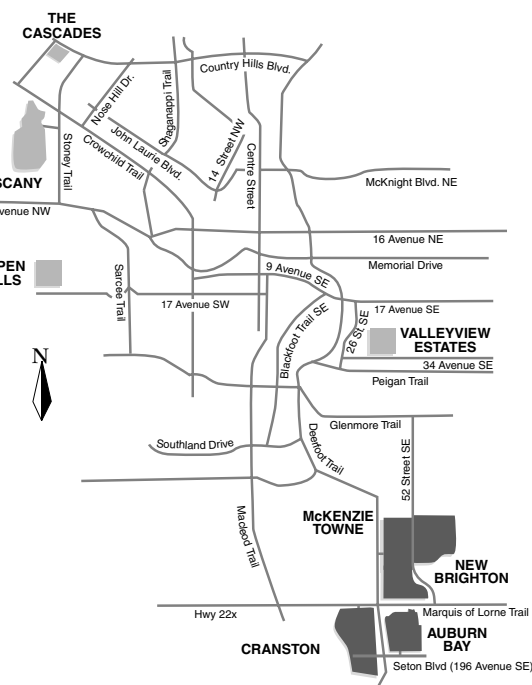 THE
CASCADES
Country Hills Blvd.
Nose Hill Dr.
Shaganappi Trail
John Laurie Blvd.
14 Street NW
Stoney Trail
Crowchild Trail
Centre Street
SCANY
McKnight Blvd. NE
venue NW
16 Avenue NE
Memorial Drive
PEN
LLS
9 Avenue SE
Sarcee Trail
17 Avenue SW
17 Avenue SE
Blackfoot Trail SE
26 St SE
VALLEYVIEW
ESTATES
34 Avenue SE
N
Peigan Trail
Glenmore Trail
Southland Drive
Deerfoot Trail
52 Street SE
Macleod Trail
McKENZIE
TOWNE
NEW
BRIGHTON
Hwy 22x
Marquis of Lorne Trail
CRANSTON
AUBURN
BAY
Seton Blvd (196 Avenue SE)